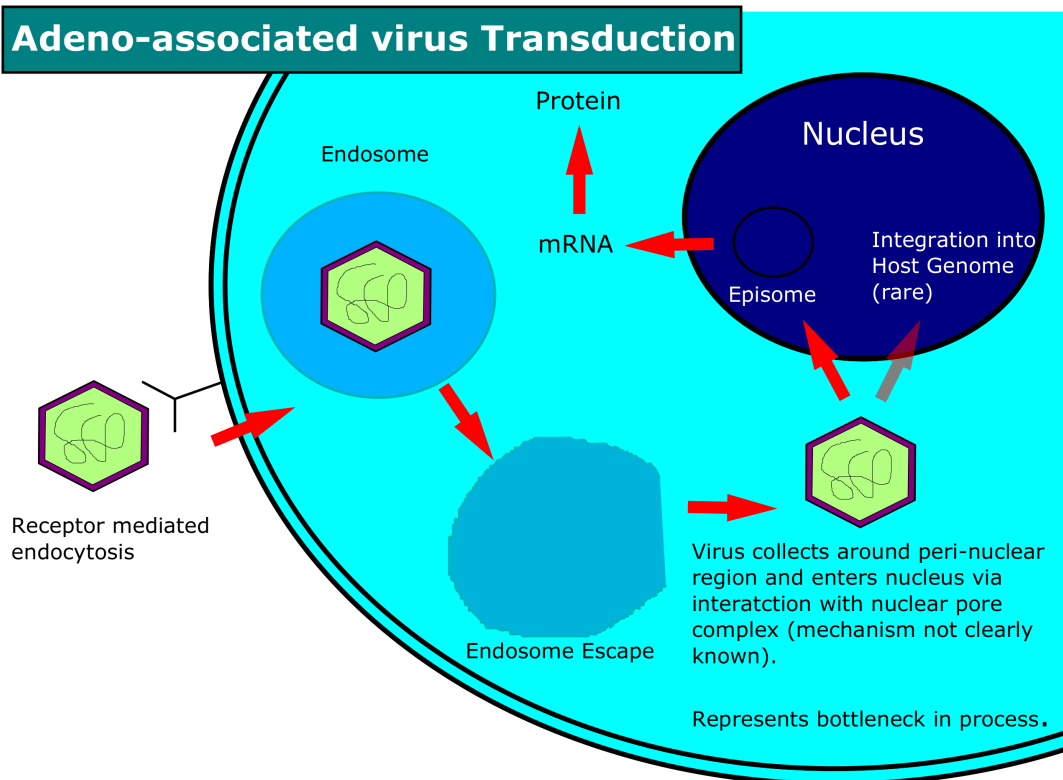 Adeno-associated virus Transduction
Protein
Nucleus
Endosome
mRNA
Integration into
Host Genome
(rare)
Episome
Receptor mediated
endocytosis
Endosome Escape
Virus collects around peri-nuclear
region and enters nucleus via
interatction with nuclear pore
complex (mechanism not clearly
known).
Represents bottleneck in process.